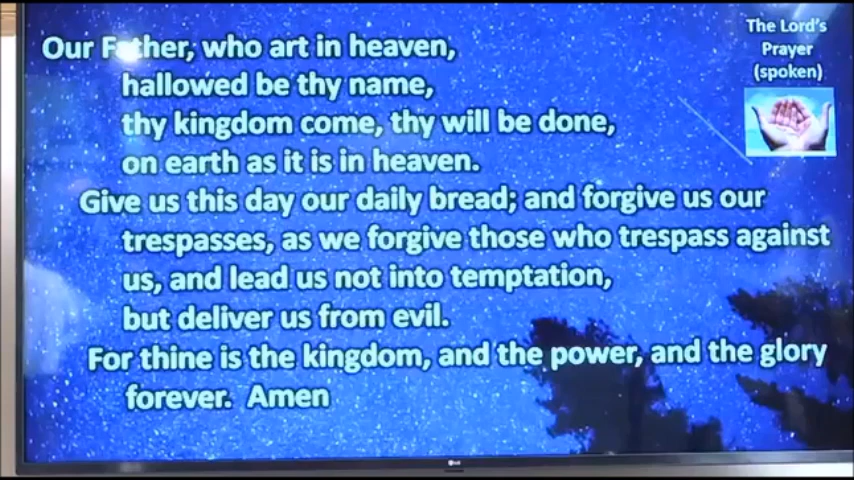 Our Father, who art in heaven,
hallowed be thy name,
thy kingdom come, thy will be done,
on earth as it is in heaven.
Give us this day our daily bread; and forgive us our
trespasses, as we forgive those who trespass against
us, and lead us not into temptation,
but deliver us from evil.
For thine is the kingdom, and the power, and the glory
forever. Amen
The Lord's
Prayer
(spoken)
LG